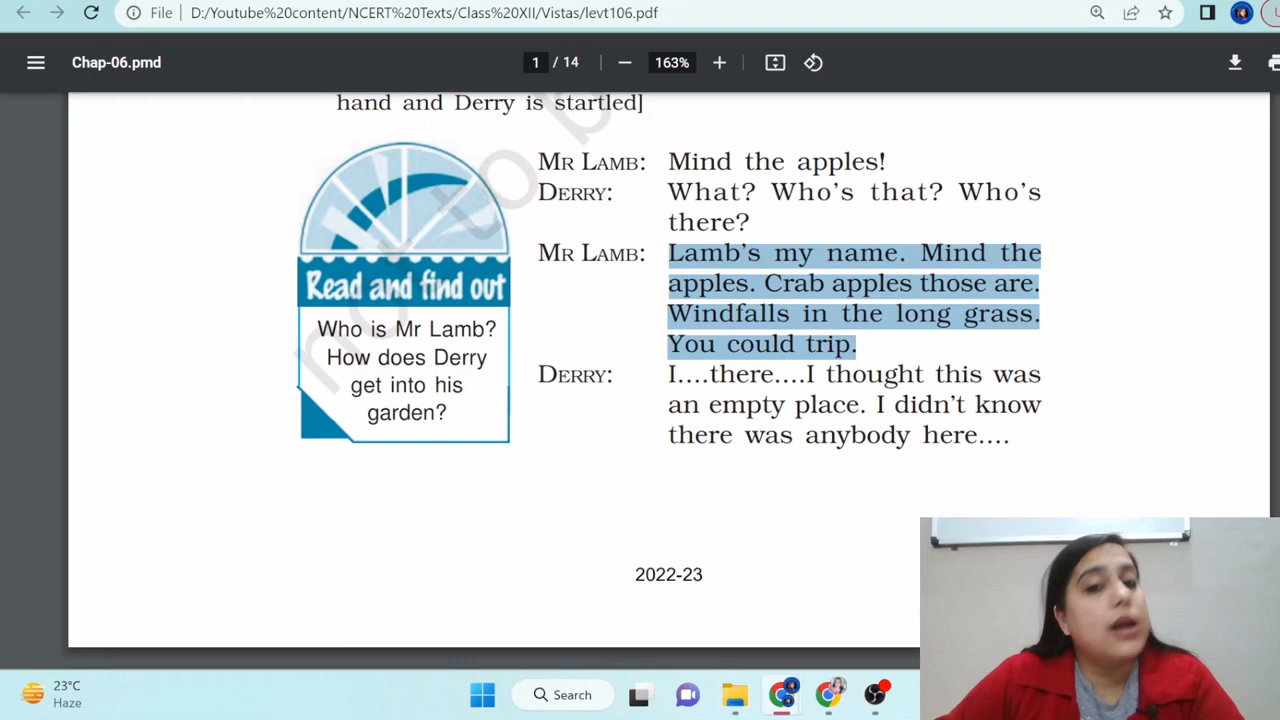 File
D:/Youtube%20content/NCERT%20Texts/Class%20XII/Vistas/levt106.pdf
Chap-06.pmd
1 / 14
163%
hand and Derry is startled]
not to b
MR LAMB: Mind the apples!
DERRY: What? Who's that? Who's
there?
MR LAMB: Lamb's my name. Mind the
apples. Crab apples those are.
Windfalls in the long grass.
You could trip.
DERRY: I....there....I thought this was
an empty place. I didn't know
there was anybody here....
Read and find out
Who is Mr Lamb?
How does Derry
get into his
garden?
2022-23
23°C
Haze
Search